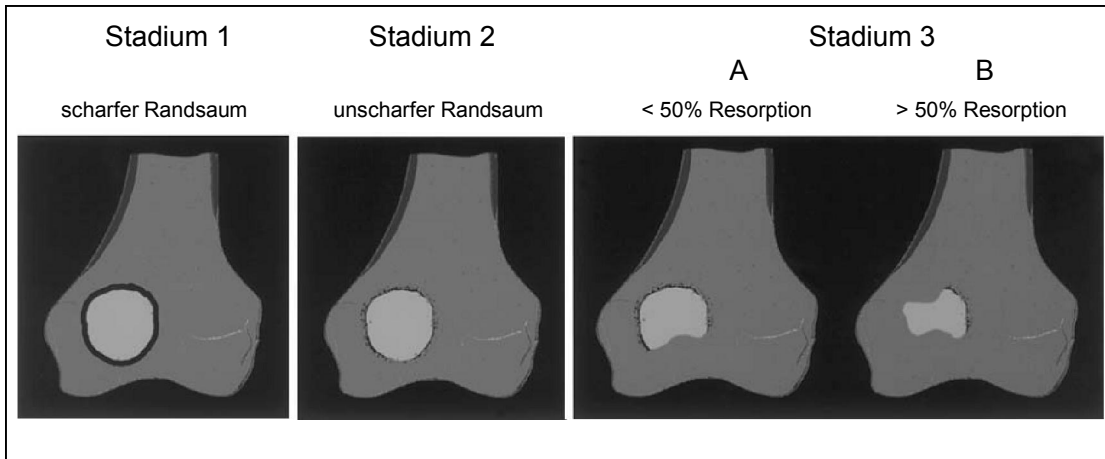 Stadium 1
Stadium 2
Stadium 3
A
B
scharfer Randsaum
unscharfer Randsaum
< 50% Resorption
> 50% Resorption